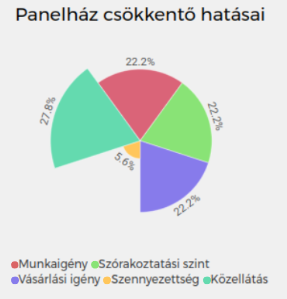 Panelház csökkentő hatásai
22.2%
27.8%
22.2%
5.6%
22.2%
Munkaigény Szórakoztatási szint
Vásárlási igény Szennyezettség Közellátás